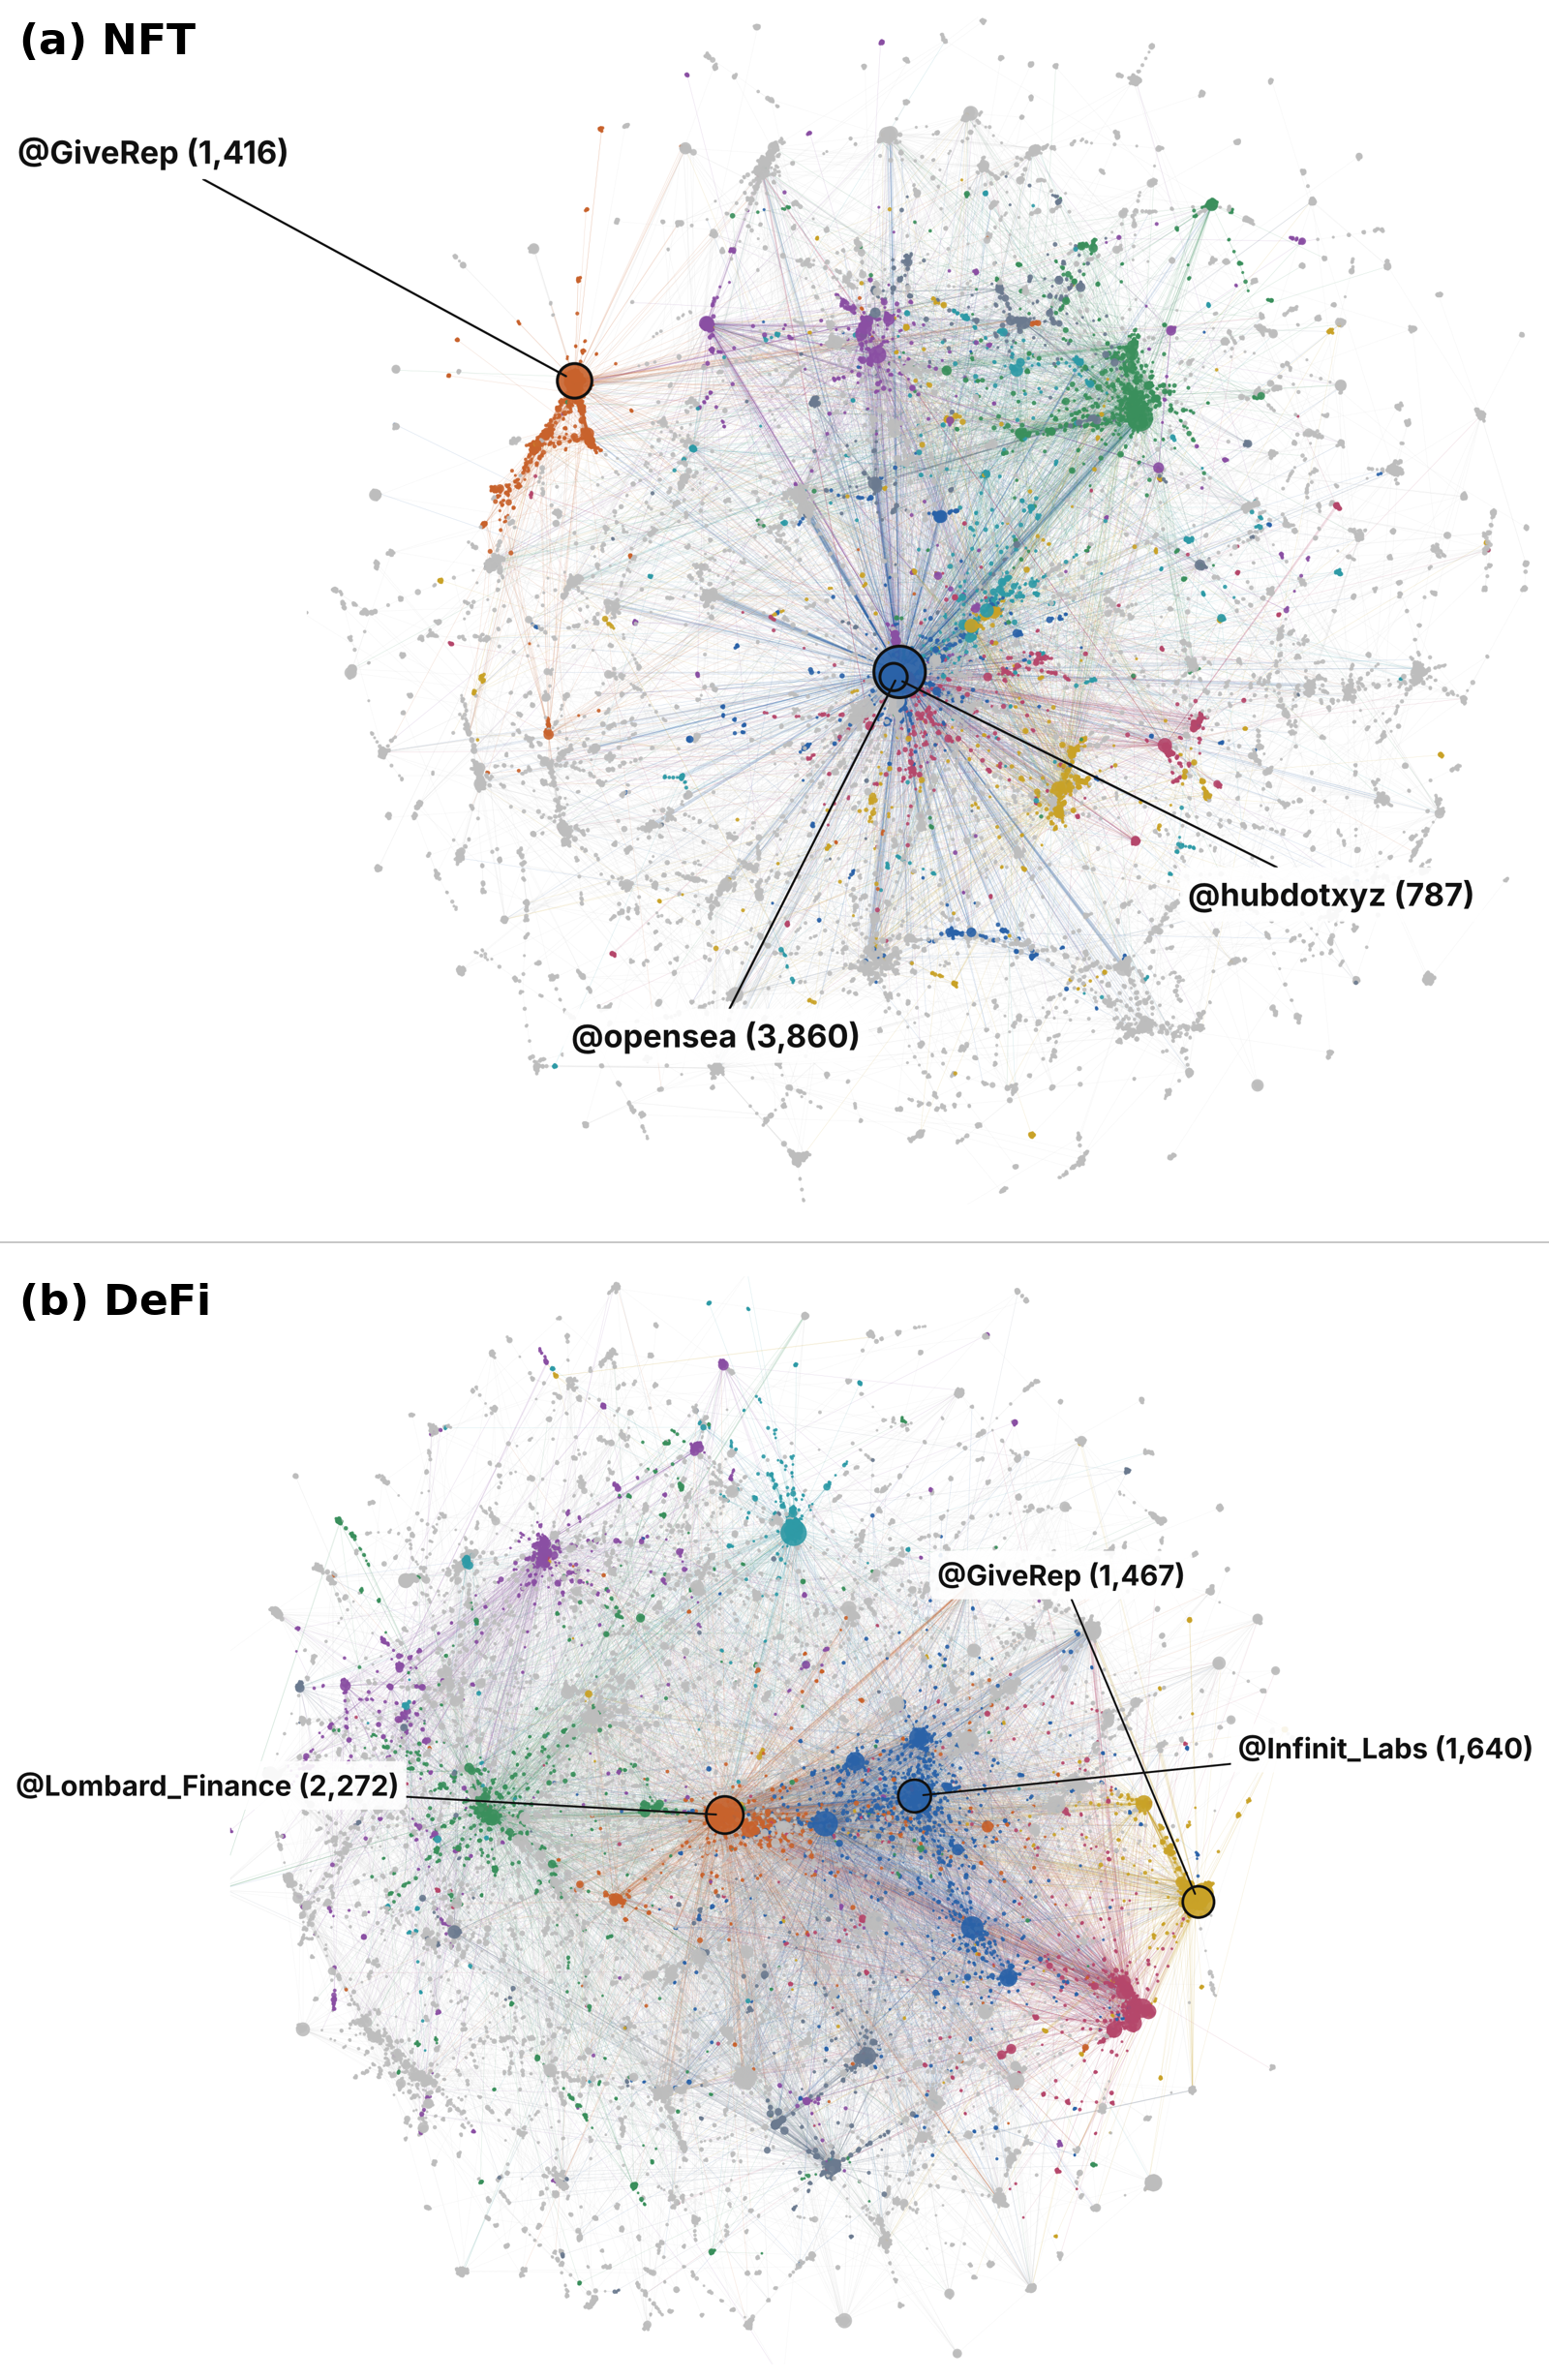 (a) NFT
@GiveRep (1,416)
@hubdotxyz (787)
@opensea (3,860)
(b) DeFi
@GiveRep (1,467)
@Infinit_Labs (1,640)
@Lombard_Finance (2,272)